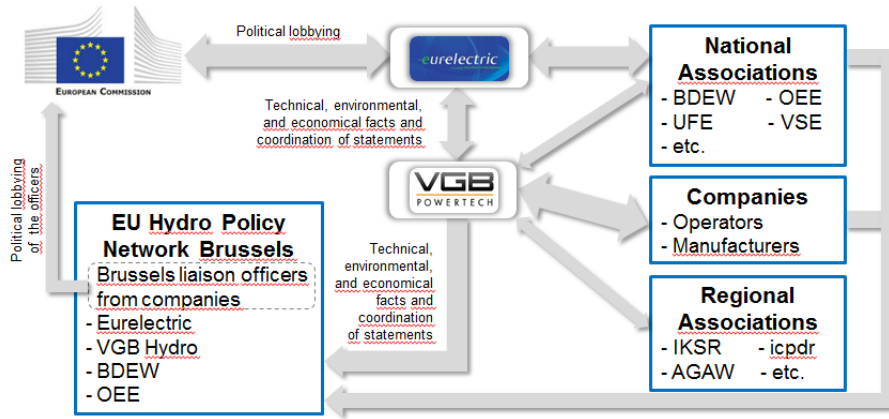 Political lobbying
EUROPEAN COMMISSION
eurelectric
National
Associations
- BDEW - OEE
- UFE - VSE
- etc.
Technical, environmental,
and economical facts and
coordination of statements
VGB
POWERTECH
Political lobbying
of the officers
Companies
- Operators
- Manufacturers
EU Hydro Policy
Network Brussels
Brussels liaison officers
from companies
- Eurelectric
- VGB Hydro
- BDEW
- OEE
Technical,
environmental,
and economical
facts and
coordination
of statements
Regional
Associations
- IKSR - icpdr
- AGAW - etc.